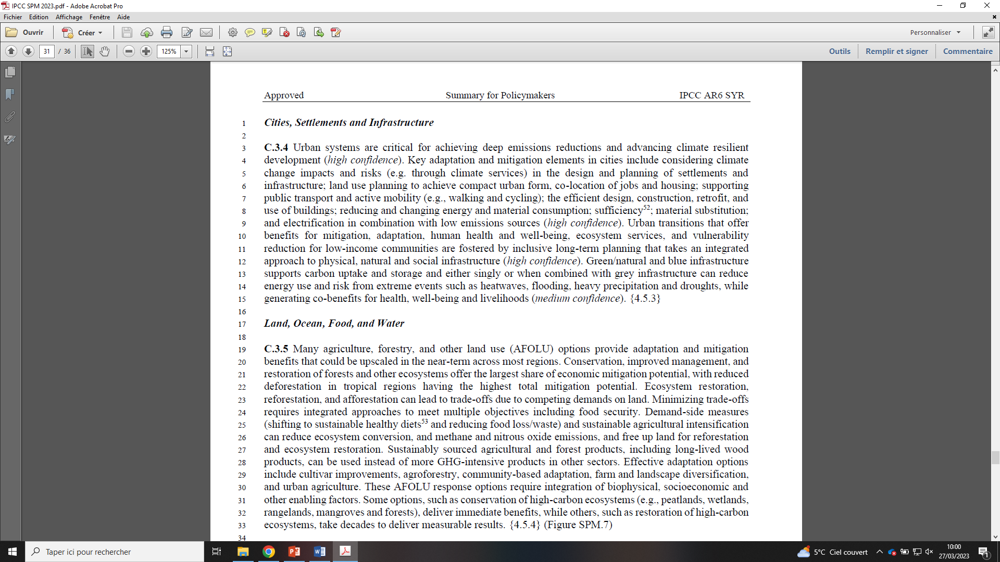 IPCC SPM 2023.pdf - Adobe Acrobat Pro
Fichier Edition Affichage Fenêtre Aide
Ouvrir Créer Personnaliser
31 / 36 125% Outils Remplir et signer Commentaire
Approved Summary for Policymakers IPCC AR6 SYR
1 Cities, Settlements and Infrastructure
2
3 C.3.4 Urban systems are critical for achieving deep emissions reductions and advancing climate resilient
4 development (high confidence). Key adaptation and mitigation elements in cities include considering climate
5 change impacts and risks (e.g. through climate services) in the design and planning of settlements and
6 infrastructure; land use planning to achieve compact urban form, co-location of jobs and housing; supporting
7 public transport and active mobility (e.g., walking and cycling); the efficient design, construction, retrofit, and
8 use of buildings; reducing and changing energy and material consumption; sufficiency52; material substitution;
9 and electrification in combination with low emissions sources (high confidence). Urban transitions that offer
10 benefits for mitigation, adaptation, human health and well-being, ecosystem services, and vulnerability
11 reduction for low-income communities are fostered by inclusive long-term planning that takes an integrated
12 approach to physical, natural and social infrastructure (high confidence). Green/natural and blue infrastructure
13 supports carbon uptake and storage and either singly or when combined with grey infrastructure can reduce
14 energy use and risk from extreme events such as heatwaves, flooding, heavy precipitation and droughts, while
15 generating co-benefits for health, well-being and livelihoods (medium confidence). {4.5.3}
16
17 Land, Ocean, Food, and Water
18
19 C.3.5 Many agriculture, forestry, and other land use (AFOLU) options provide adaptation and mitigation
20 benefits that could be upscaled in the near-term across most regions. Conservation, improved management, and
21 restoration of forests and other ecosystems offer the largest share of economic mitigation potential, with reduced
22 deforestation in tropical regions having the highest total mitigation potential. Ecosystem restoration,
23 reforestation, and afforestation can lead to trade-offs due to competing demands on land. Minimizing trade-offs
24 requires integrated approaches to meet multiple objectives including food security. Demand-side measures
25 (shifting to sustainable healthy diets53 and reducing food loss/waste) and sustainable agricultural intensification
26 can reduce ecosystem conversion, and methane and nitrous oxide emissions, and free up land for reforestation
27 and ecosystem restoration. Sustainably sourced agricultural and forest products, including long-lived wood
28 products, can be used instead of more GHG-intensive products in other sectors. Effective adaptation options
29 include cultivar improvements, agroforestry, community-based adaptation, farm and landscape diversification,
30 and urban agriculture. These AFOLU response options require integration of biophysical, socioeconomic and
31 other enabling factors. Some options, such as conservation of high-carbon ecosystems (e.g., peatlands, wetlands,
32 rangelands, mangroves and forests), deliver immediate benefits, while others, such as restoration of high-carbon
33 ecosystems, take decades to deliver measurable results. {4.5.4} (Figure SPM.7)
34
Taper ici pour rechercher 5°C Ciel couvert 10:00
27/03/2023 1